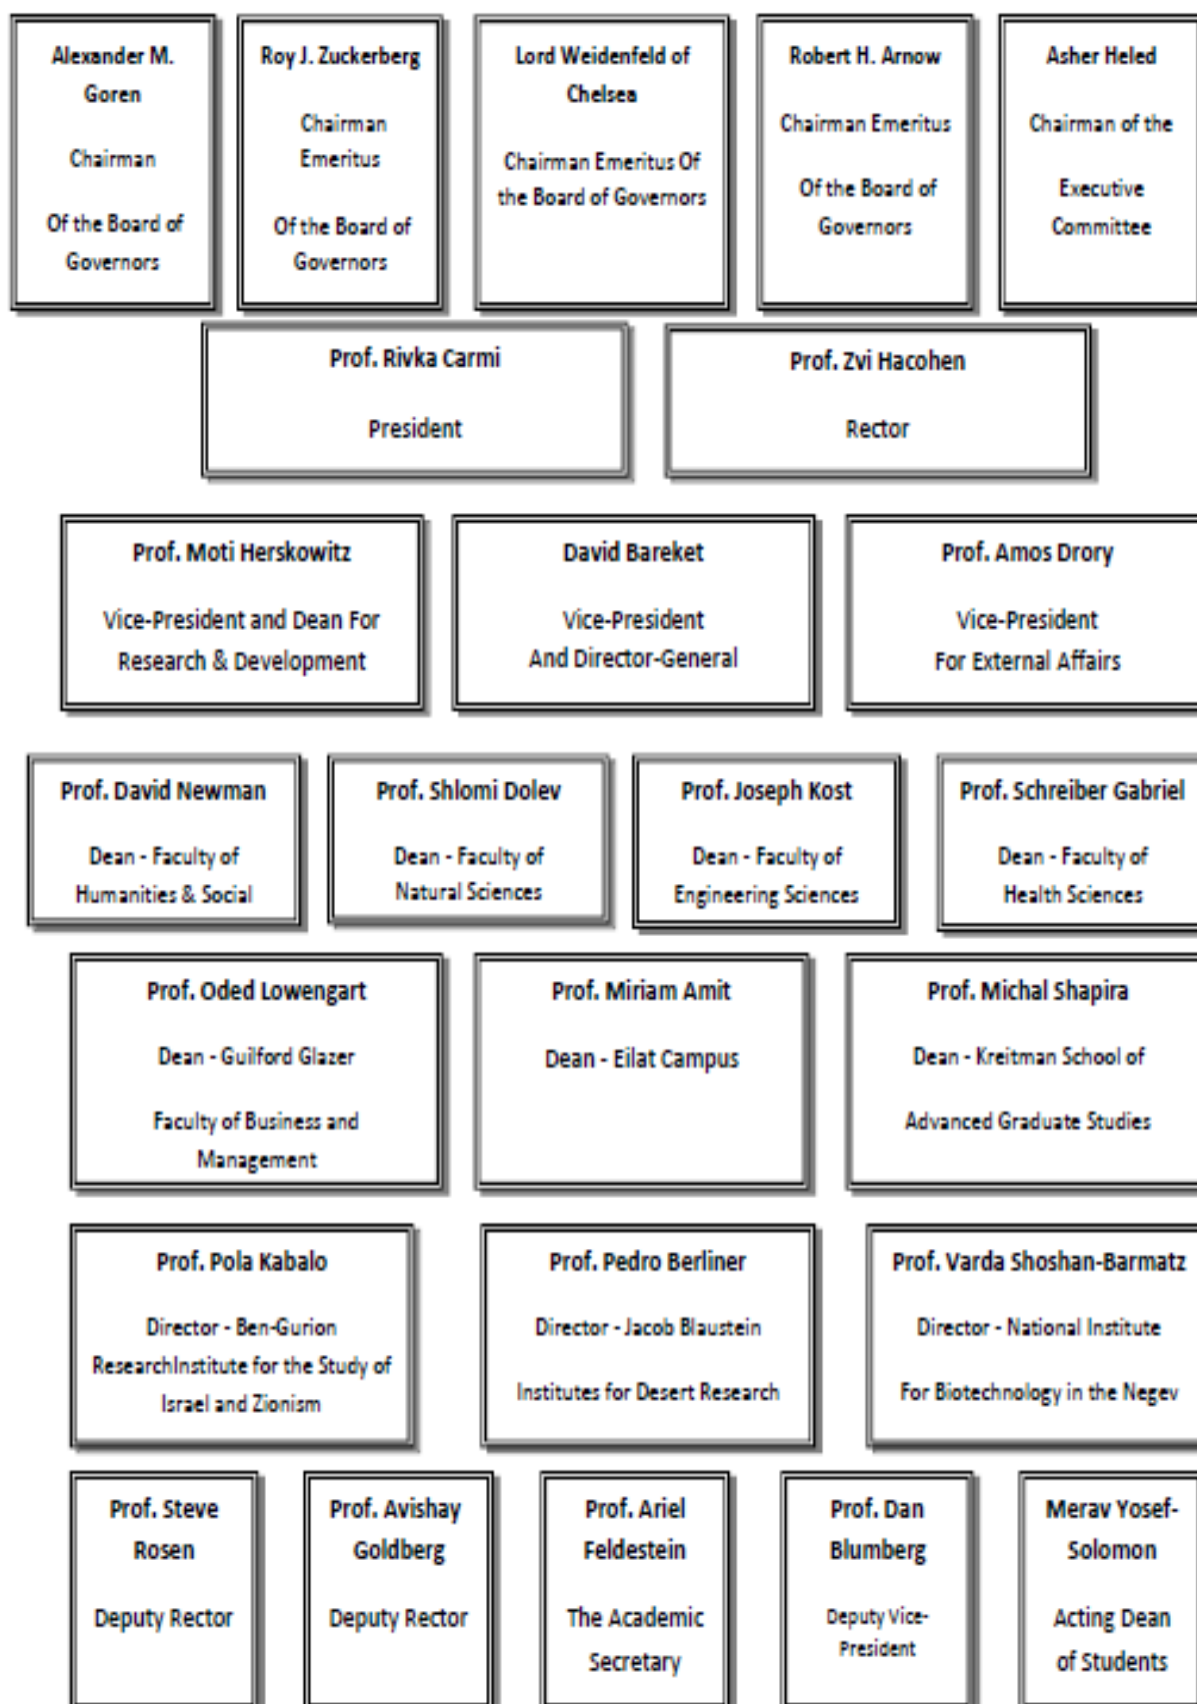 Alexander M.
Goren
Chairman
Of the Board of
Governors
Roy J. Zuckerberg
Chairman
Emeritus
Of the Board of
Governors
Lord Weidenfeld of
Chelsea
Chairman Emeritus Of
the Board of Governors
Robert H. Arnow
Chairman Emeritus
Of the Board of
Governors
Asher Heled
Chairman of the
Executive
Committee
Prof. Rivka Carmi
President
Prof. Zvi Hacohen
Rector
Prof. Moti Herskowitz
Vice-President and Dean For
Research & Development
David Bareket
Vice-President
And Director-General
Prof. Amos Drory
Vice-President
For External Affairs
Prof. David Newman
Dean - Faculty of
Humanities & Social
Prof. Shlomi Dolev
Dean - Faculty of
Natural Sciences
Prof. Joseph Kost
Dean - Faculty of
Engineering Sciences
Prof. Schreiber Gabriel
Dean - Faculty of
Health Sciences
Prof. Oded Lowengart
Dean - Guilford Glazer
Faculty of Business and
Management
Prof. Miriam Amit
Dean - Eilat Campus
Prof. Michal Shapira
Dean - Kreitman School of
Advanced Graduate Studies
Prof. Pola Kabalo
Director - Ben-Gurion
ResearchInstitute for the Study of
Israel and Zionism
Prof. Pedro Berliner
Director - Jacob Blaustein
Institutes for Desert Research
Prof. Varda Shoshan-Barmatz
Director - National Institute
For Biotechnology in the Negev
Prof. Steve
Rosen
Deputy Rector
Prof. Avishay
Goldberg
Deputy Rector
Prof. Ariel
Feldestein
The Academic
Secretary
Prof. Dan
Blumberg
Deputy Vice-
President
Merav Yosef-
Solomon
Acting Dean
of Students